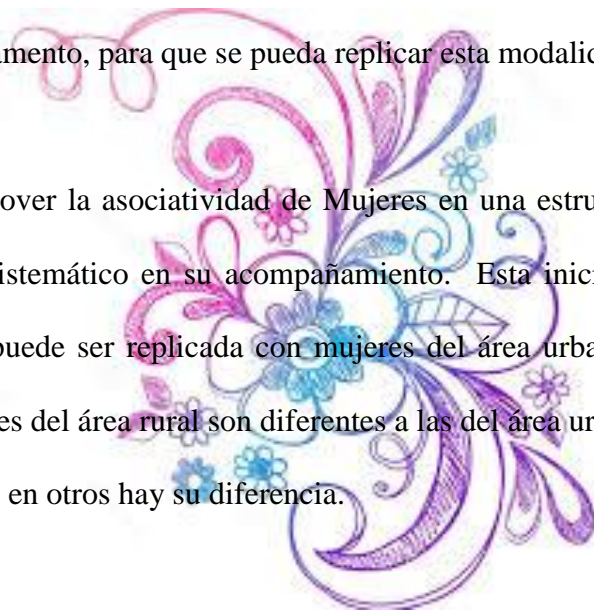 amento, para que se pueda replicar esta modalid
over la asociatividad de Mujeres en una estru
istemático en su acompañamiento. Esta inici
puede ser replicada con mujeres del área urba
es del área rural son diferentes a las del área ur
en otros hay su diferencia.